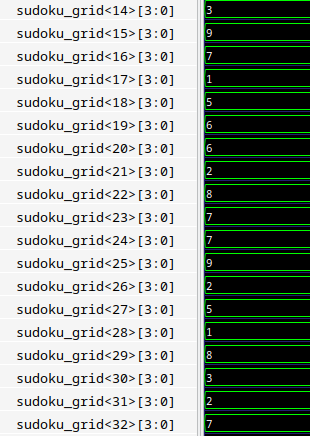 sudoku_grid<14>[3:0] 3
sudoku_grid<15>[3:0] 9
sudoku_grid<16>[3:0] 7
sudoku_grid<17>[3:0] 1
sudoku_grid<18>[3:0] 5
sudoku_grid<19>[3:0] 6
sudoku_grid<20>[3:0] 6
sudoku_grid<21>[3:0] 2
sudoku_grid<22>[3:0] 8
sudoku_grid<23>[3:0] 7
sudoku_grid<24>[3:0] 7
sudoku_grid<25>[3:0] 9
sudoku_grid<26>[3:0] 2
sudoku_grid<27>[3:0] 5
sudoku_grid<28>[3:0] 1
sudoku_grid<29>[3:0] 8
sudoku_grid<30>[3:0] 3
sudoku_grid<31>[3:0] 2
sudoku_grid<32>[3:0] 7